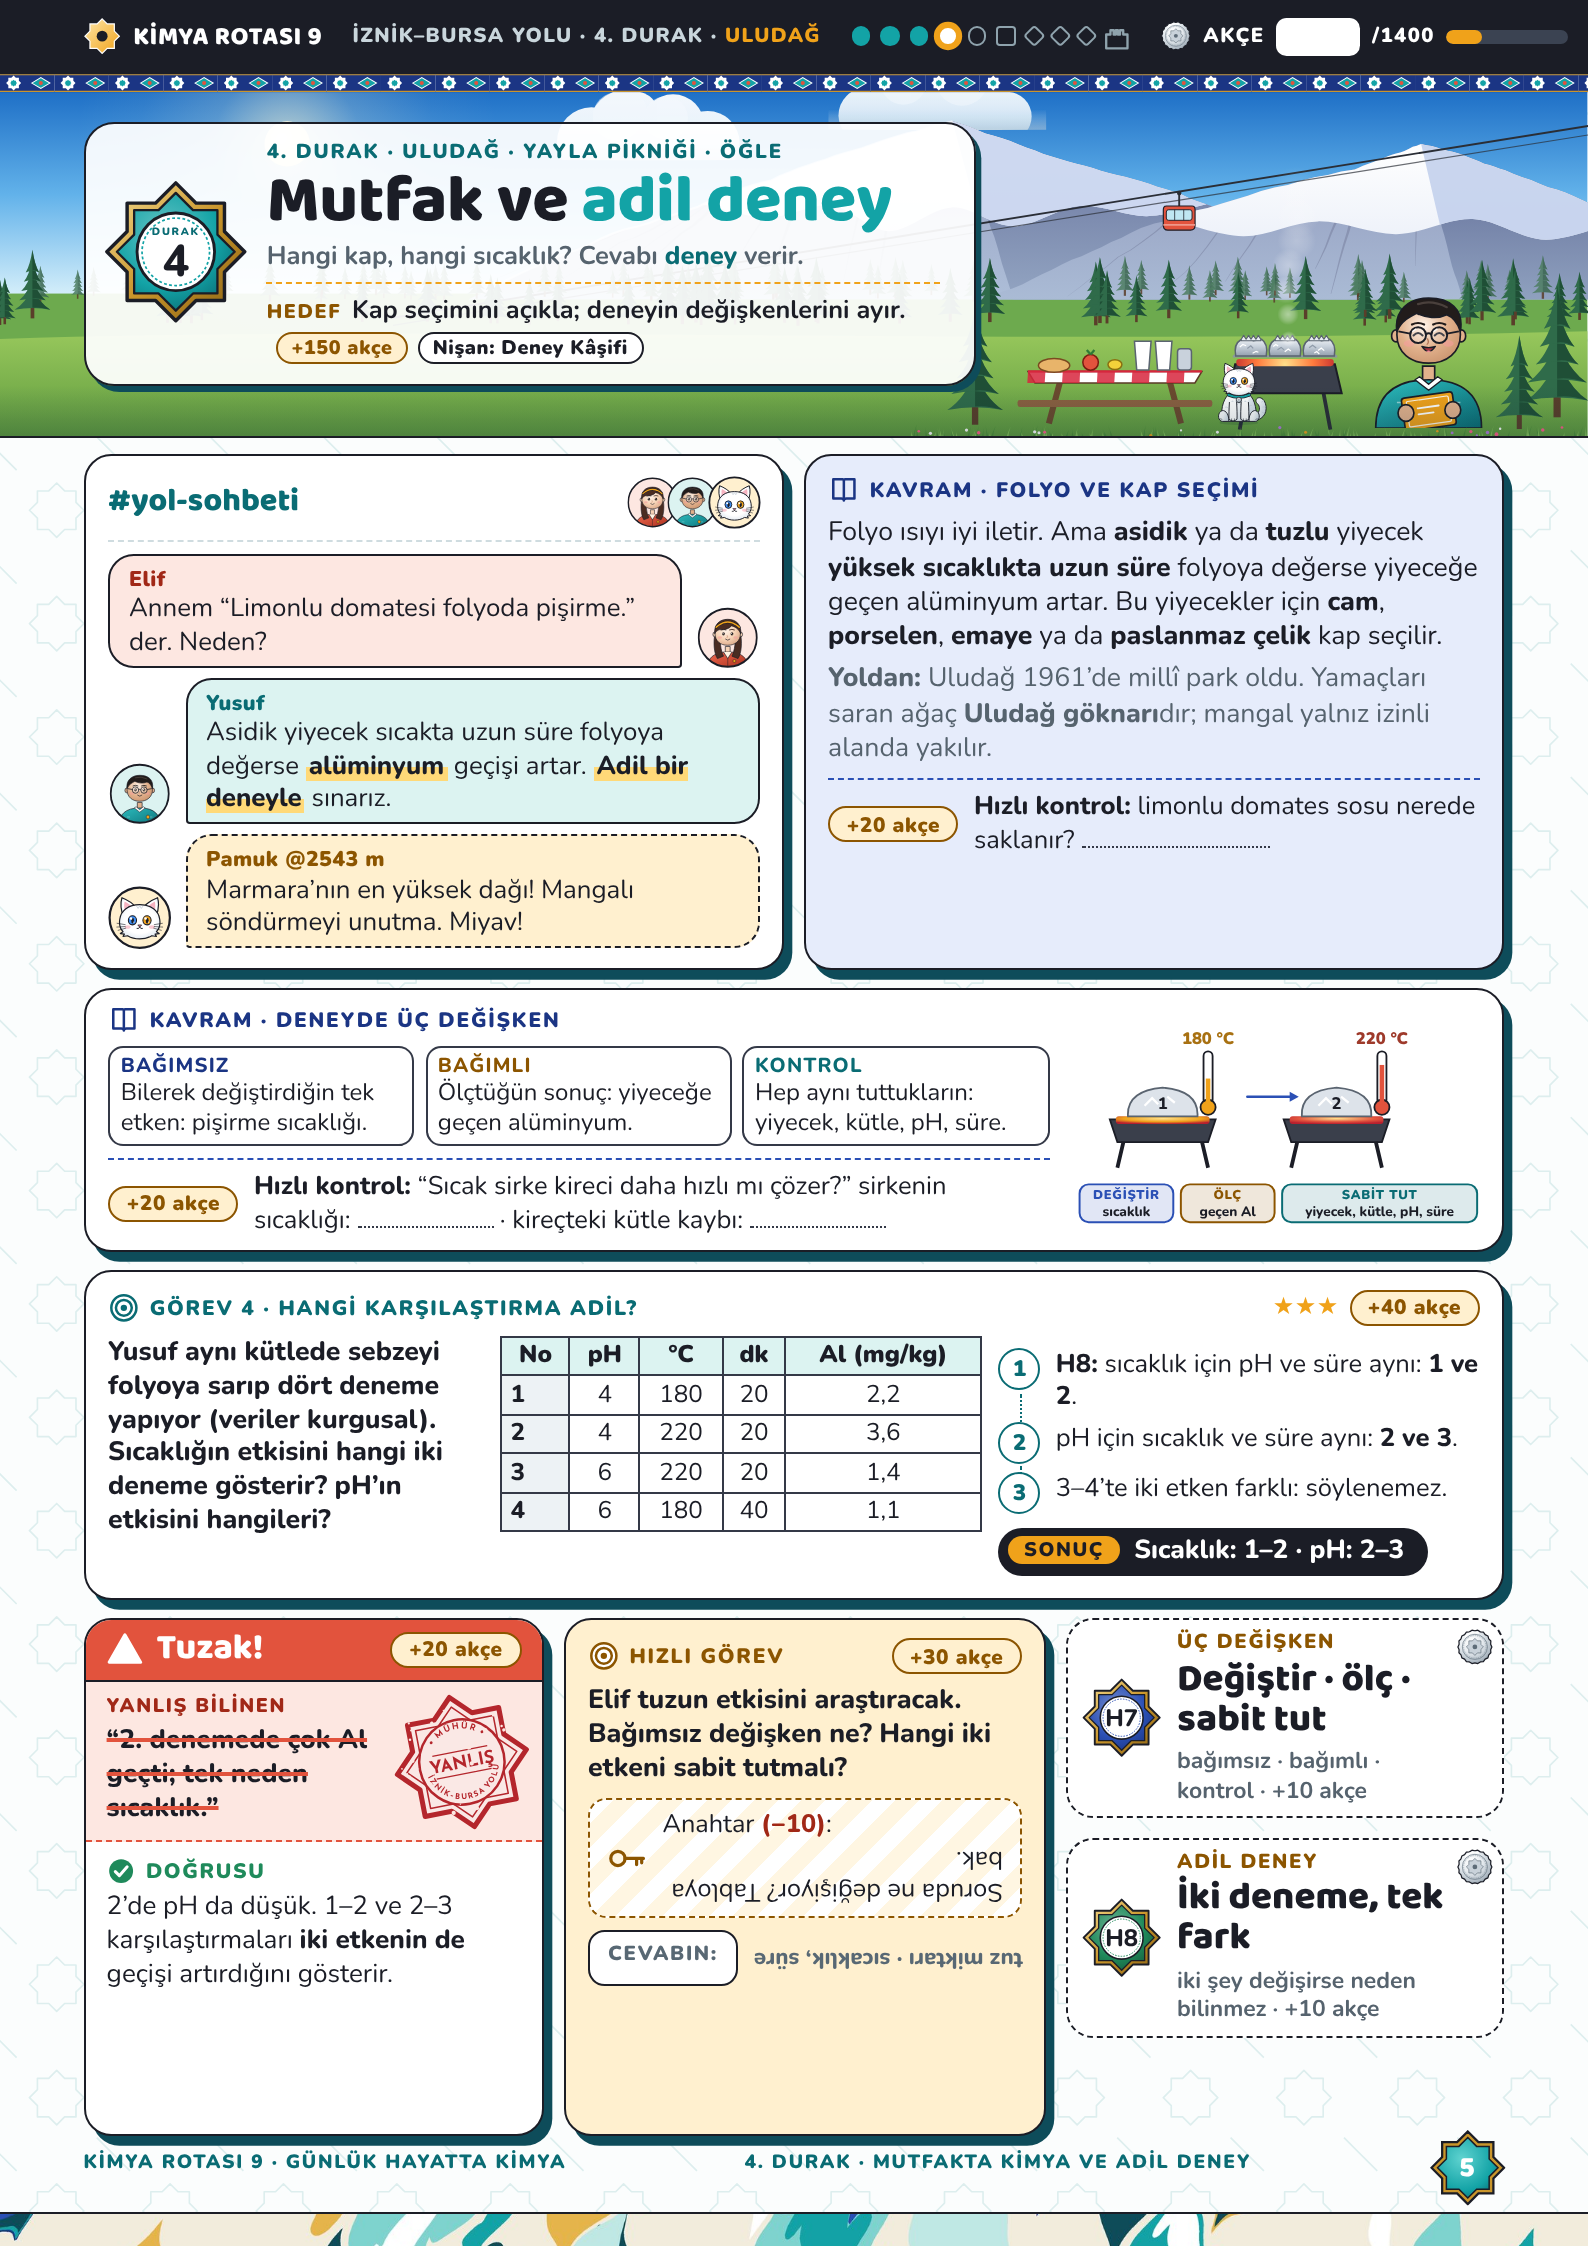 KİMYA ROTASI 9
İZNİK–BURSA YOLU · 4. DURAK · ULUDAĞ
AKÇE /1400
4. DURAK · ULUDAĞ · YAYLA PİKNİĞİ · ÖĞLE
DURAK
4
Mutfak ve adil deney
Hangi kap, hangi sıcaklık? Cevabı deney verir.
HEDEF Kap seçimini açıkla; deneyin değişkenlerini ayır.
+150 akçe
Nişan: Deney Kâşifi
#yol-sohbeti
Elif
Annem “Limonlu domatesi folyoda pişirme.”
der. Neden?
Yusuf
Asidik yiyecek sıcakta uzun süre folyoya
değerse alüminyum geçişi artar. Adil bir
deneyle sınarız.
Pamuk @2543 m
Marmara’nın en yüksek dağı! Mangalı
söndürmeyi unutma. Miyav!
KAVRAM · FOLYO VE KAP SEÇİMİ
Folyo ısıyı iyi iletir. Ama asidik ya da tuzlu yiyecek
yüksek sıcaklıkta uzun süre folyoya değerse yiyeceğe
geçen alüminyum artar. Bu yiyecekler için cam,
porselen, emaye ya da paslanmaz çelik kap seçilir.
Yoldan: Uludağ 1961’de millî park oldu. Yamaçları
saran ağaç Uludağ göknarıdır; mangal yalnız izinli
alanda yakılır.
+20 akçe
Hızlı kontrol: limonlu domates sosu nerede
saklanır?
KAVRAM · DENEYDE ÜÇ DEĞİŞKEN
BAĞIMSIZ
Bilerek değiştirdiğin tek
etken: pişirme sıcaklığı.
BAĞIMLI
Ölçtüğün sonuç: yiyeceğe
geçen alüminyum.
KONTROL
Hep aynı tuttukların:
yiyecek, kütle, pH, süre.
+20 akçe
Hızlı kontrol: “Sıcak sirke kireci daha hızlı mı çözer?” sirkenin
sıcaklığı: · kireçteki kütle kaybı:
180 °C
220 °C
1
2
DEĞİŞTİR
sıcaklık
ÖLÇ
geçen Al
SABİT TUT
yiyecek, kütle, pH, süre
GÖREV 4 · HANGİ KARŞILAŞTIRMA ADİL?
★★★ +40 akçe
Yusuf aynı kütlede sebzeyi
folyoya sarıp dört deneme
yapıyor (veriler kurgusal).
Sıcaklığın etkisini hangi iki
deneme gösterir? pH’ın
etkisini hangileri?
No pH °C dk Al (mg/kg)
1 4 180 20 2,2
2 4 220 20 3,6
3 6 220 20 1,4
4 6 180 40 1,1
1 H8: sıcaklık için pH ve süre aynı: 1 ve
2.
2 pH için sıcaklık ve süre aynı: 2 ve 3.
3 3–4’te iki etken farklı: söylenemez.
SONUÇ Sıcaklık: 1–2 · pH: 2–3
Tuzak!
+20 akçe
YANLIŞ BİLİNEN
“2. denemede çok Al
geçti; tek neden
sıcaklık.”
• MÜHÜR •
YANLIŞ
İZNİK-BURSA YOLU
DOĞRUSU
2’de pH da düşük. 1–2 ve 2–3
karşılaştırmaları iki etkenin de
geçişi artırdığını gösterir.
HIZLI GÖREV
+30 akçe
Elif tuzun etkisini araştıracak.
Bağımsız değişken ne? Hangi iki
etkeni sabit tutmalı?
Anahtar (–10):
Soruda ne değişiyor? Tabloya
bak.
CEVABIN:
tuz miktarı · sıcaklık, süre
H7
ÜÇ DEĞİŞKEN
Değiştir · ölç ·
sabit tut
bağımsız · bağımlı ·
kontrol · +10 akçe
H8
ADİL DENEY
İki deneme, tek
fark
iki şey değişirse neden
bilinmez · +10 akçe
KİMYA ROTASI 9 · GÜNLÜK HAYATTA KİMYA
4. DURAK · MUTFAKTA KİMYA VE ADİL DENEY
5